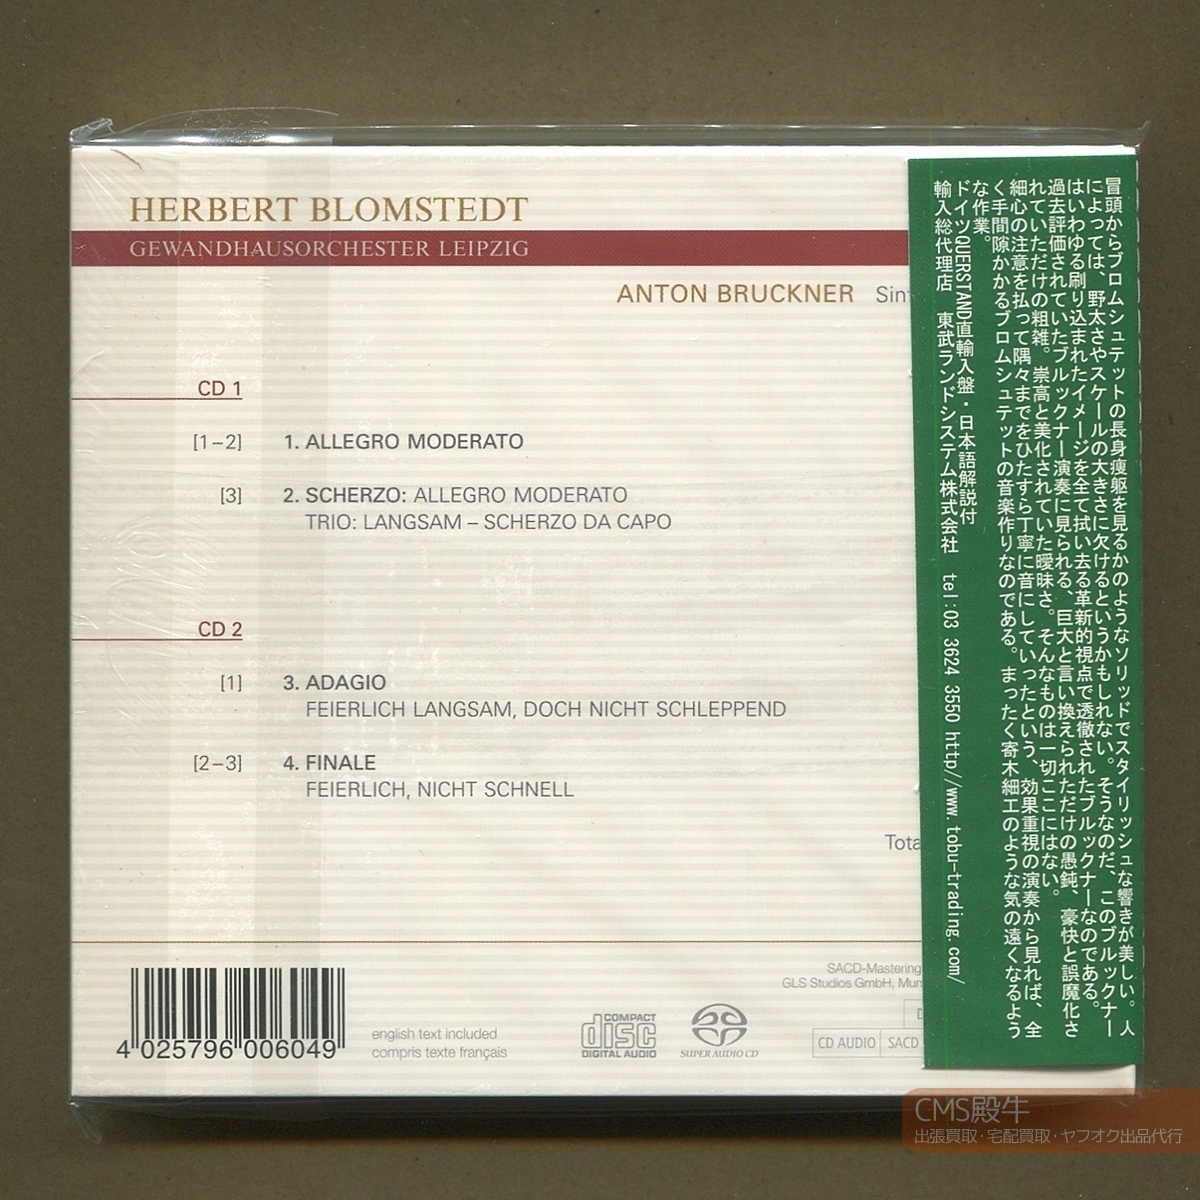 HERBERT BLOMSTEDT
GEWANDHAUSORCHESTER LEIPZIG
ANTON BRUCKNER Sinf
CD 1
[1–2] 1. ALLEGRO MODERATO
[3] 2. SCHERZO: ALLEGRO MODERATO
TRIO: LANGSAM – SCHERZO DA CAPO
CD 2
[1] 3. ADAGIO
FEIERLICH LANGSAM, DOCH NICHT SCHLEPPEND
[2–3] 4. FINALE
FEIERLICH, NICHT SCHNELL
Tota
SACD-Mastering
GLS Studios GmbH, Mun
4 025796 006049
english text included
compris texte français
COMPACT
disc
DIGITAL AUDIO
SUPER AUDIO CD
D
CD AUDIO
SACD
冒頭からブロムシュテットの長身痩躯を見るかのようなソリッドでスタイリッシュな響きが美しい。人
によっては、野太さやスケールの大きさに欠けるというかもしれない。そうなのだ、このブルックナー
はいわゆる刷り込まれたイメージを全て拭い去る革新的視点で透徹されたブルックナーなのである。
過去評価されていたブルックナー演奏に見られる、巨大と言い換えられただけの愚鈍、豪快と誤魔化さ
れていただけの粗雑。崇高と美化されていた曖昧さ。そんなものは一切ここにはない。
細心の注意を払って隅々までをひたすら丁寧に音にしていったという、効果重視の演奏から見れば、全
く手間隙かかるブロムシュテットの音楽作りなのである。まったく寄木細工のような気の遠くなるよう
な作業。
ドイツQUERSTAND直輸入盤・日本語解説付
輸入総代理店 東武ランドシステム株式会社 tel:03 3624 3550 http//www.tobu-trading.com/
CMS殿牛
出張買取・宅配買取・ヤフオク出品代行